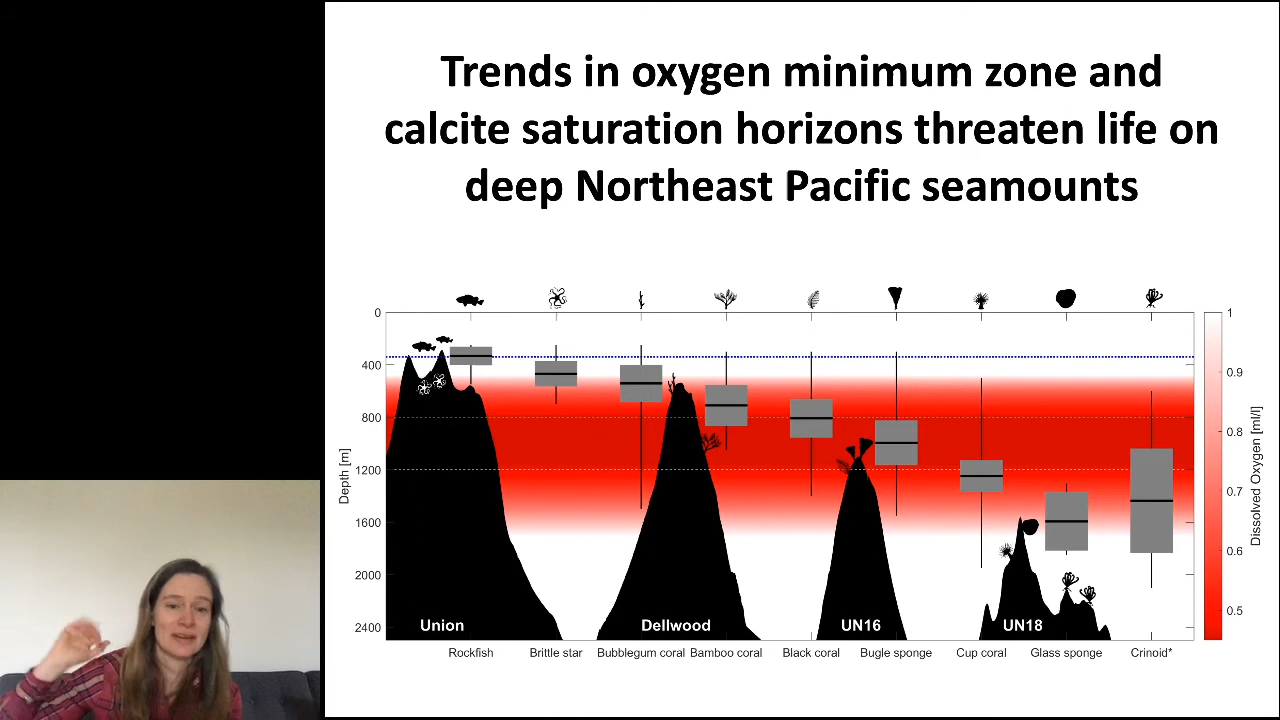 Trends in oxygen minimum zone and
calcite saturation horizons threaten life on
deep Northeast Pacific seamounts
0
400
800
1200
1600
2000
2400
Depth [m]
Union
Dellwood
UN16
UN18
Rockfish
Brittle star
Bubblegum coral
Bamboo coral
Black coral
Bugle sponge
Cup coral
Glass sponge
Crinoid*
1
0.9
0.8
0.7
0.6
0.5
Dissolved Oxygen [ml/l]